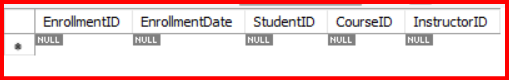 EnrollmentID EnrollmentDate StudentID CourseID InstructorID
* NULL NULL NULL NULL NULL